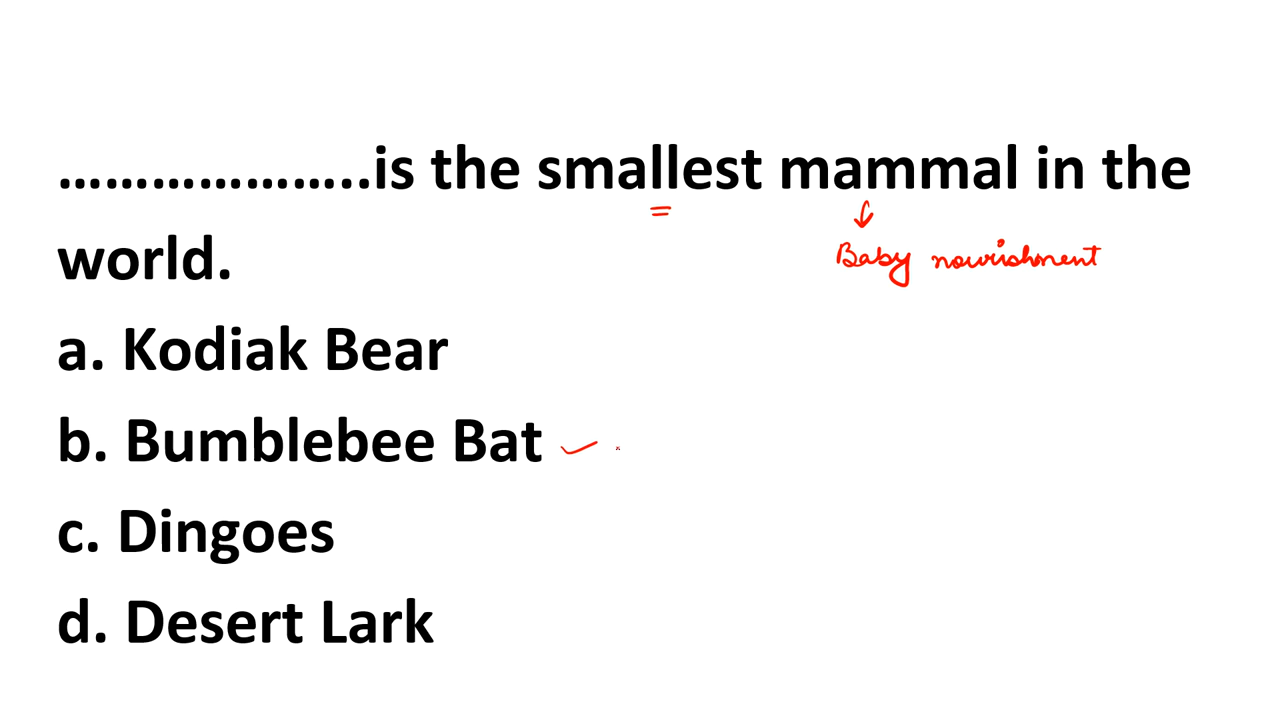 …………………..is the smallest mammal in the
world.
Baby nourishment
a. Kodiak Bear
b. Bumblebee Bat
c. Dingoes
d. Desert Lark